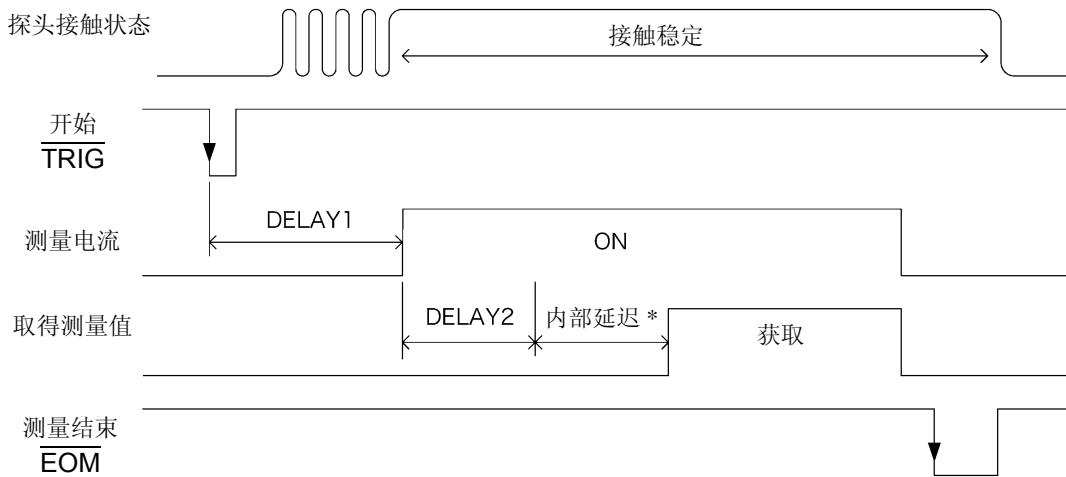 探头接触状态
接触稳定
开始
TRIG
DELAY1
测量电流
ON
DELAY2
内部延迟*
取得测量值
获取
测量结束
EOM